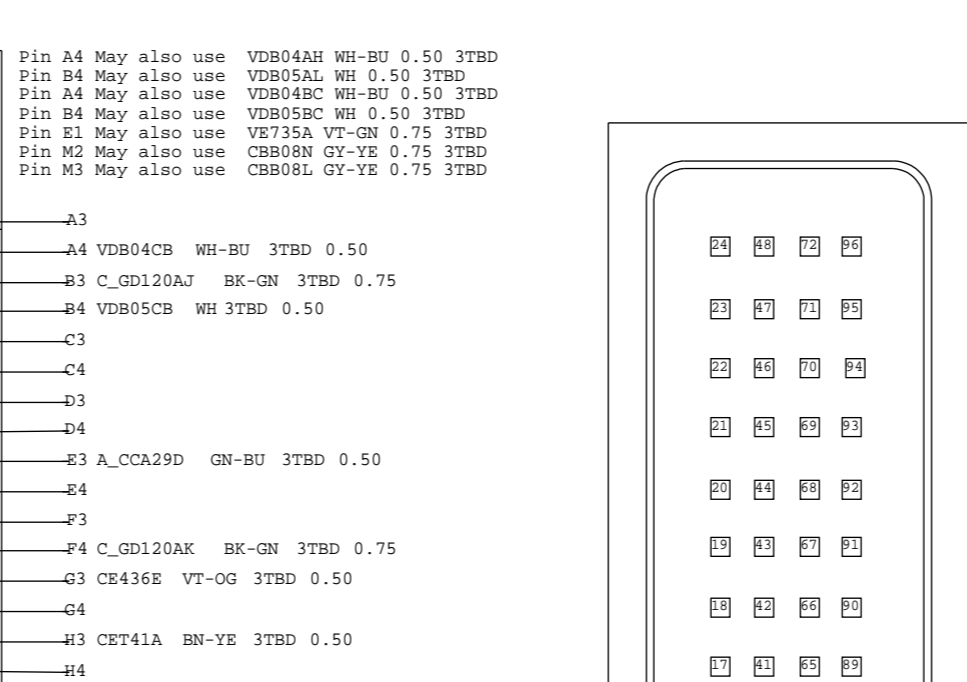 Pin A4 May also use VDB04AH WH-BU 0.50 3TBD
Pin B4 May also use VDB05AL WH 0.50 3TBD
Pin A4 May also use VDB04BC WH-BU 0.50 3TBD
Pin B4 May also use VDB05BC WH 0.50 3TBD
Pin E1 May also use VE735A VT-GN 0.75 3TBD
Pin M2 May also use CBB08N GY-YE 0.75 3TBD
Pin M3 May also use CBB08L GY-YE 0.75 3TBD
A3
A4 VDB04CB WH-BU 3TBD 0.50
B3 C_GD120AJ BK-GN 3TBD 0.75
B4 VDB05CB WH 3TBD 0.50
C3
C4
D3
D4
E3 A_CCA29D GN-BU 3TBD 0.50
E4
F3
F4 C_GD120AK BK-GN 3TBD 0.75
G3 CE436E VT-OG 3TBD 0.50
G4
H3 CET41A BN-YE 3TBD 0.50
H4
24 48 72 96
23 47 71 95
22 46 70 94
21 45 69 93
20 44 68 92
19 43 67 91
18 42 66 90
17 41 65 89